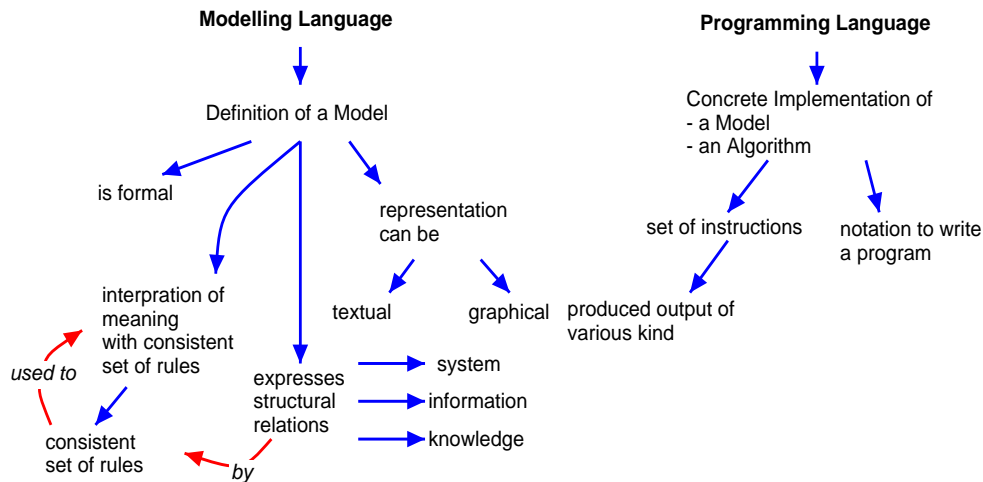 Modelling Language
Definition of a Model
is formal
representation
can be
textual
graphical
interpration of
meaning
with consistent
set of rules
used to
consistent
set of rules
expresses
structural
relations
by
system
information
knowledge
Programming Language
Concrete Implementation of
- a Model
- an Algorithm
set of instructions
notation to write
a program
produced output of
various kind